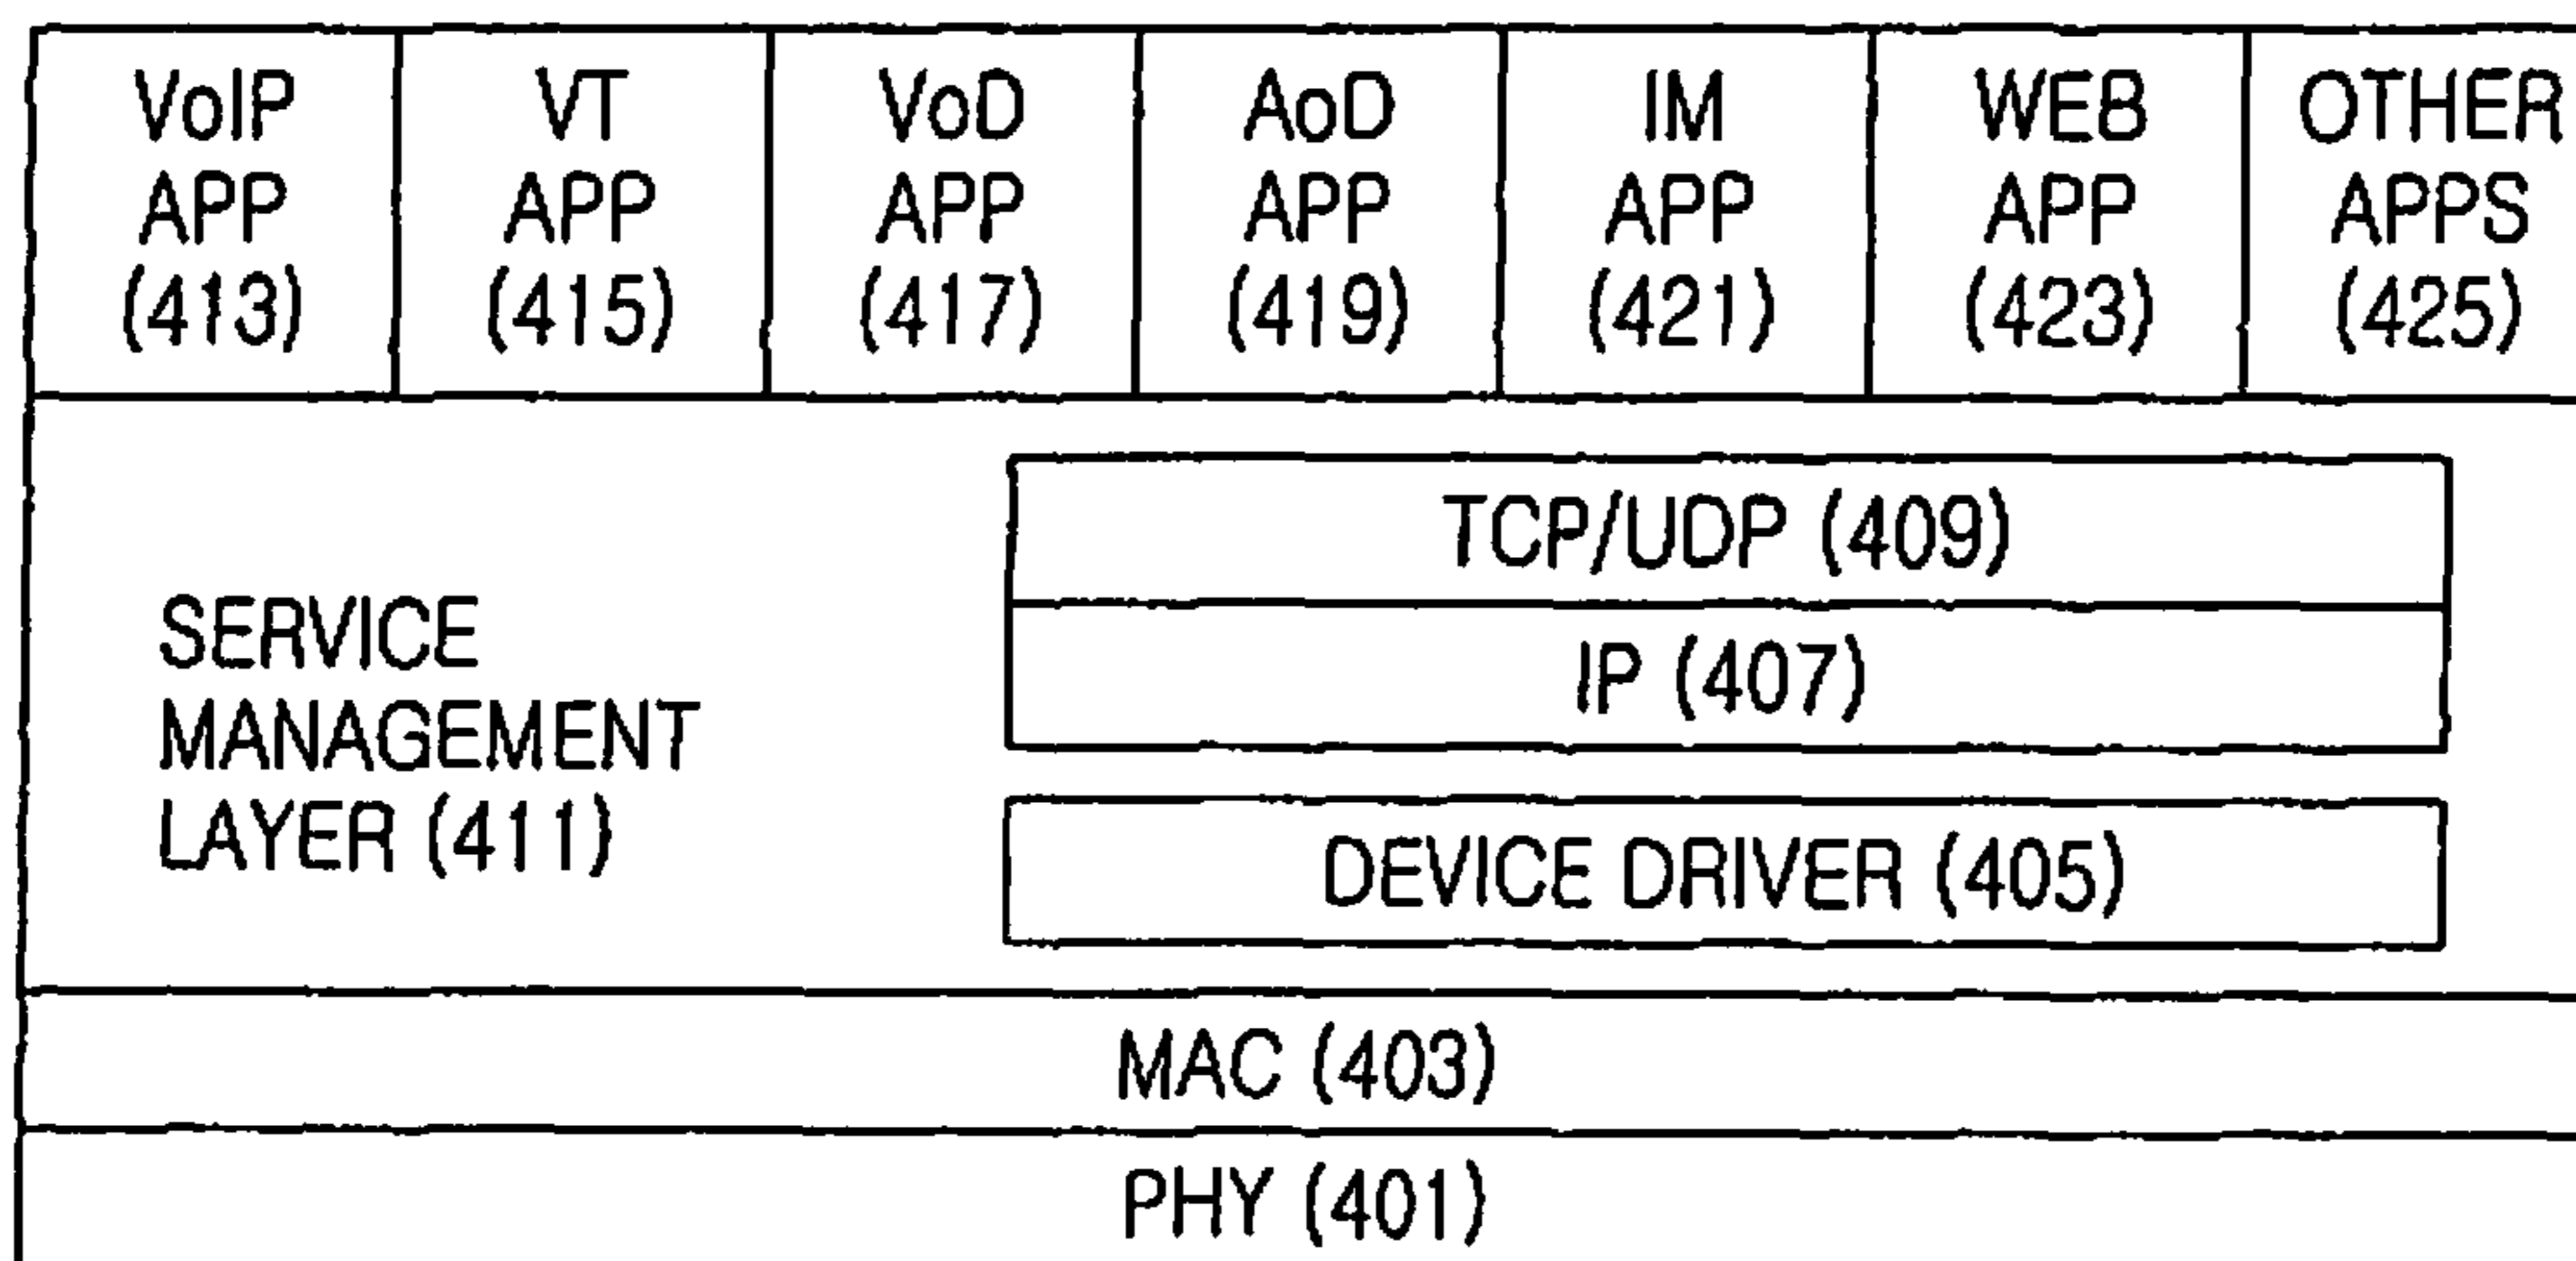 VoIP APP (413)
VT APP (415)
VoD APP (417)
AoD APP (419)
IM APP (421)
WEB APP (423)
OTHER APPS (425)
SERVICE
MANAGEMENT
LAYER (411)
TCP/UDP (409)
IP (407)
DEVICE DRIVER (405)
MAC (403)
PHY (401)